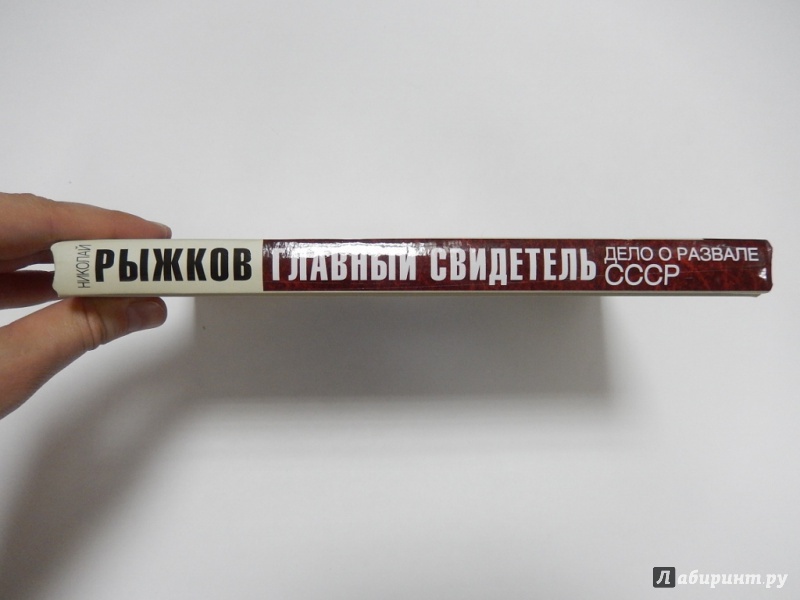 НИКОЛАЙ
РЫЖКОВ
ГЛАВНЫЙ СВИДЕТЕЛЬ
ДЕЛО О РАЗВАЛЕ
СССР
Лабиринт.ру